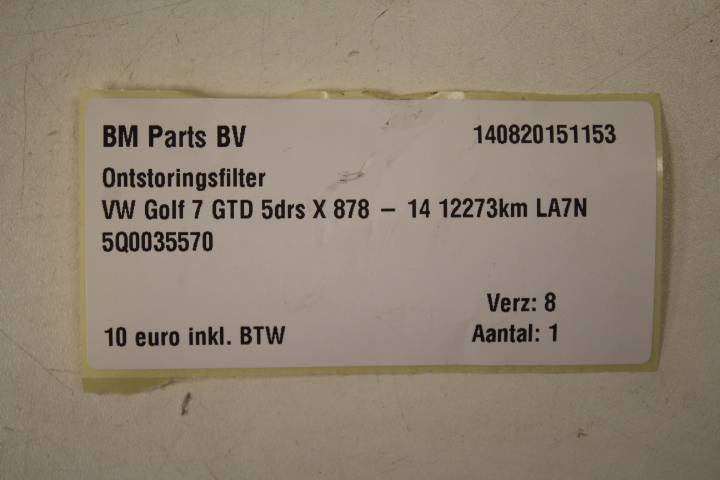 BM Parts BV 140820151153
Ontstoringsfilter
VW Golf 7 GTD 5drs X 878 – 14 12273km LA7N
5Q0035570
Verz: 8
10 euro inkl. BTW Aantal: 1